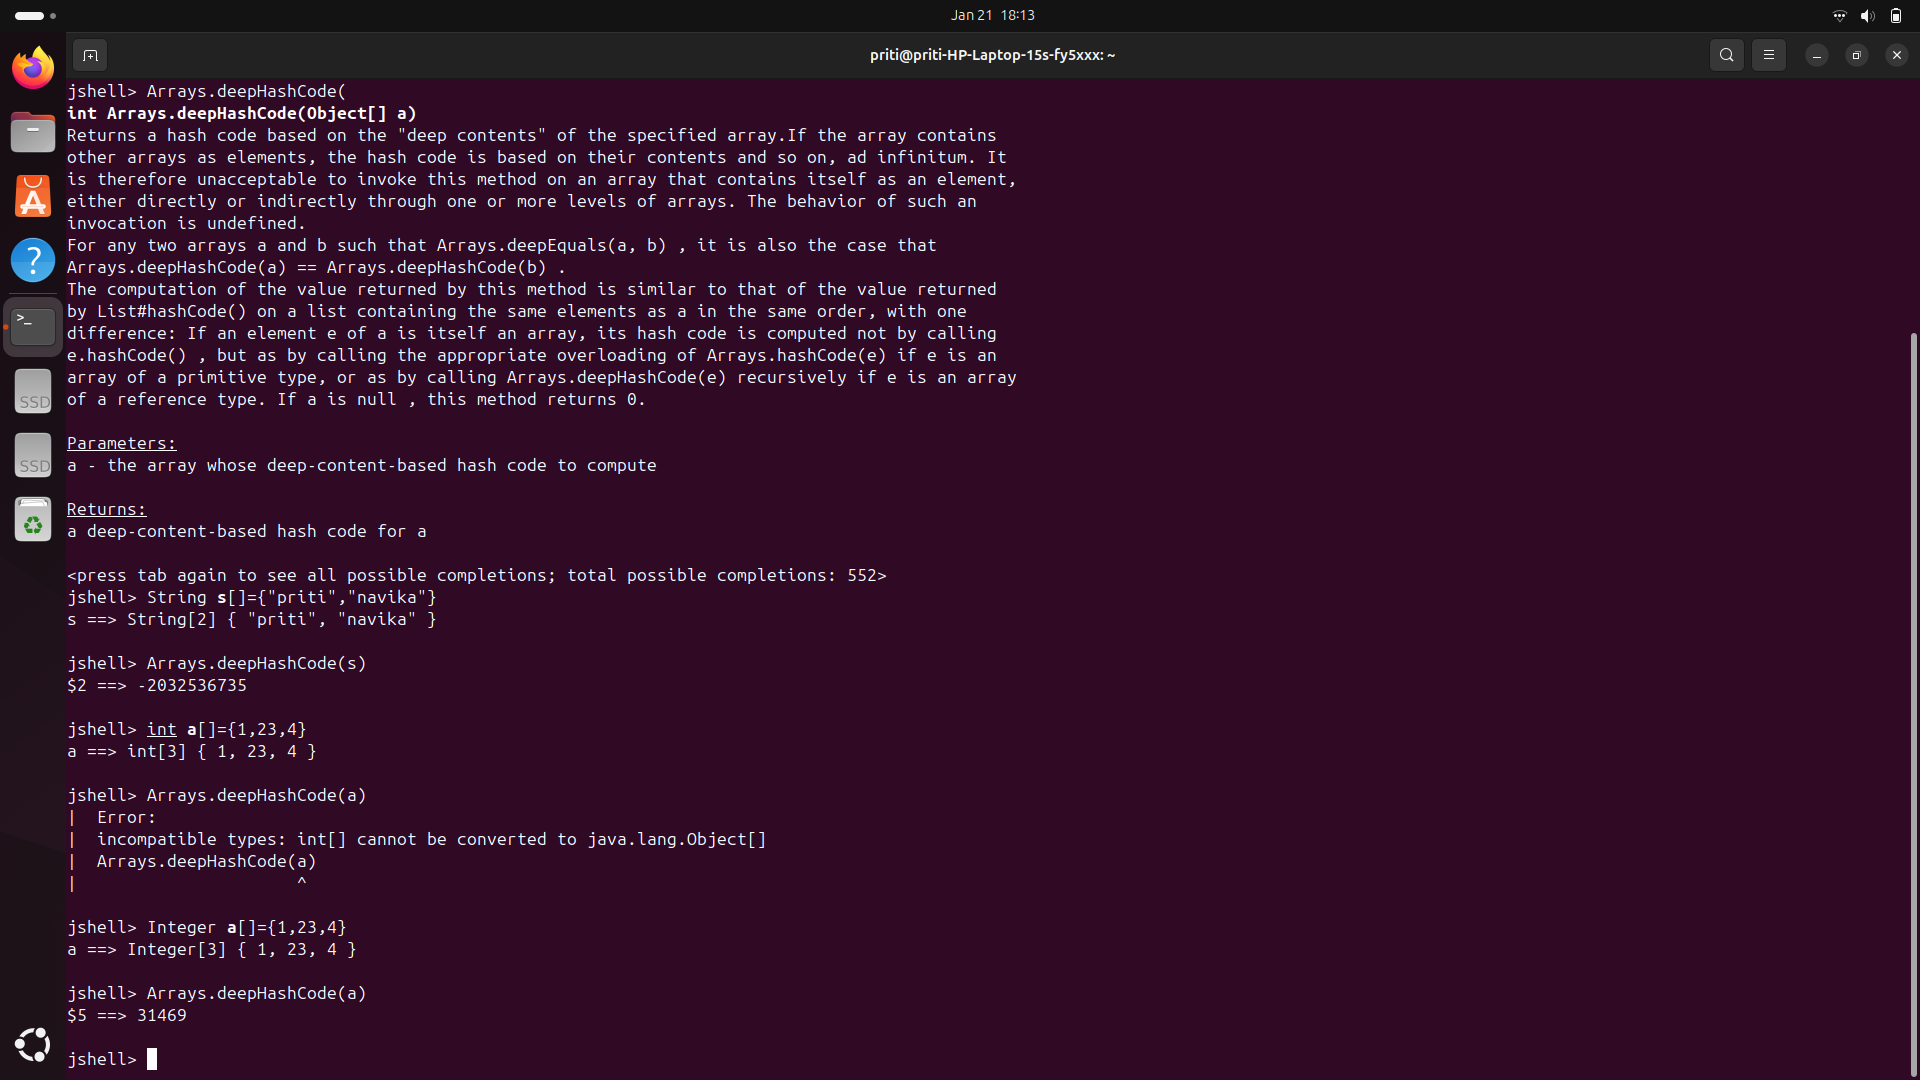 Jan 21 18:13
priti@priti-HP-Laptop-15s-fy5xxx: ~
jshell> Arrays.deepHashCode(
int Arrays.deepHashCode(Object[] a)
Returns a hash code based on the "deep contents" of the specified array.If the array contains
other arrays as elements, the hash code is based on their contents and so on, ad infinitum. It
is therefore unacceptable to invoke this method on an array that contains itself as an element,
either directly or indirectly through one or more levels of arrays. The behavior of such an
invocation is undefined.
For any two arrays a and b such that Arrays.deepEquals(a, b) , it is also the case that
Arrays.deepHashCode(a) == Arrays.deepHashCode(b) .
The computation of the value returned by this method is similar to that of the value returned
by List#hashCode() on a list containing the same elements as a in the same order, with one
difference: If an element e of a is itself an array, its hash code is computed not by calling
e.hashCode() , but as by calling the appropriate overloading of Arrays.hashCode(e) if e is an
array of a primitive type, or as by calling Arrays.deepHashCode(e) recursively if e is an array
of a reference type. If a is null , this method returns 0.
Parameters:
a - the array whose deep-content-based hash code to compute
Returns:
a deep-content-based hash code for a
<press tab again to see all possible completions; total possible completions: 552>
jshell> String s[]={"priti","navika"}
s ==> String[2] { "priti", "navika" }
jshell> Arrays.deepHashCode(s)
$2 ==> -2032536735
jshell> int a[]={1,23,4}
a ==> int[3] { 1, 23, 4 }
jshell> Arrays.deepHashCode(a)
|  Error:
|  incompatible types: int[] cannot be converted to java.lang.Object[]
|  Arrays.deepHashCode(a)
|                      ^
jshell> Integer a[]={1,23,4}
a ==> Integer[3] { 1, 23, 4 }
jshell> Arrays.deepHashCode(a)
$5 ==> 31469
jshell>
SSD
SSD